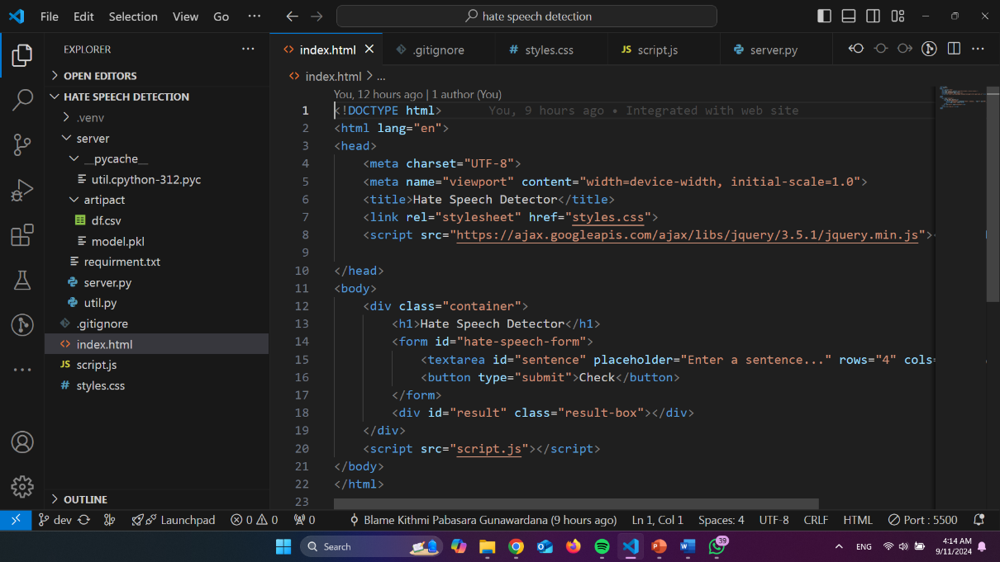 File Edit Selection View Go ··· hate speech detection
EXPLORER ···
OPEN EDITORS
HATE SPEECH DETECTION
.venv
server
__pycache__
util.cpython-312.pyc
artipact
df.csv
model.pkl
requirment.txt
server.py
util.py
.gitignore
<> index.html
JS script.js
# styles.css
OUTLINE
<> index.html .gitignore # styles.css JS script.js server.py
<> index.html > ...
You, 12 hours ago | 1 author (You)
1 <!DOCTYPE html> You, 9 hours ago • Integrated with web site
2 <html lang="en">
3 <head>
4 <meta charset="UTF-8">
5 <meta name="viewport" content="width=device-width, initial-scale=1.0">
6 <title>Hate Speech Detector</title>
7 <link rel="stylesheet" href="styles.css">
8 <script src="https://ajax.googleapis.com/ajax/libs/jquery/3.5.1/jquery.min.js">
9
10 </head>
11 <body>
12 <div class="container">
13 <h1>Hate Speech Detector</h1>
14 <form id="hate-speech-form">
15 <textarea id="sentence" placeholder="Enter a sentence..." rows="4" cols=
16 <button type="submit">Check</button>
17 </form>
18 <div id="result" class="result-box"></div>
19 </div>
20 <script src="script.js"></script>
21 </body>
22 </html>
23
dev Launchpad 0 0 0 Blame Kithmi Pabasara Gunawardana (9 hours ago) Ln 1, Col 1 Spaces: 4 UTF-8 CRLF HTML Port : 5500
Search 39 ENG 4:14 AM
9/11/2024